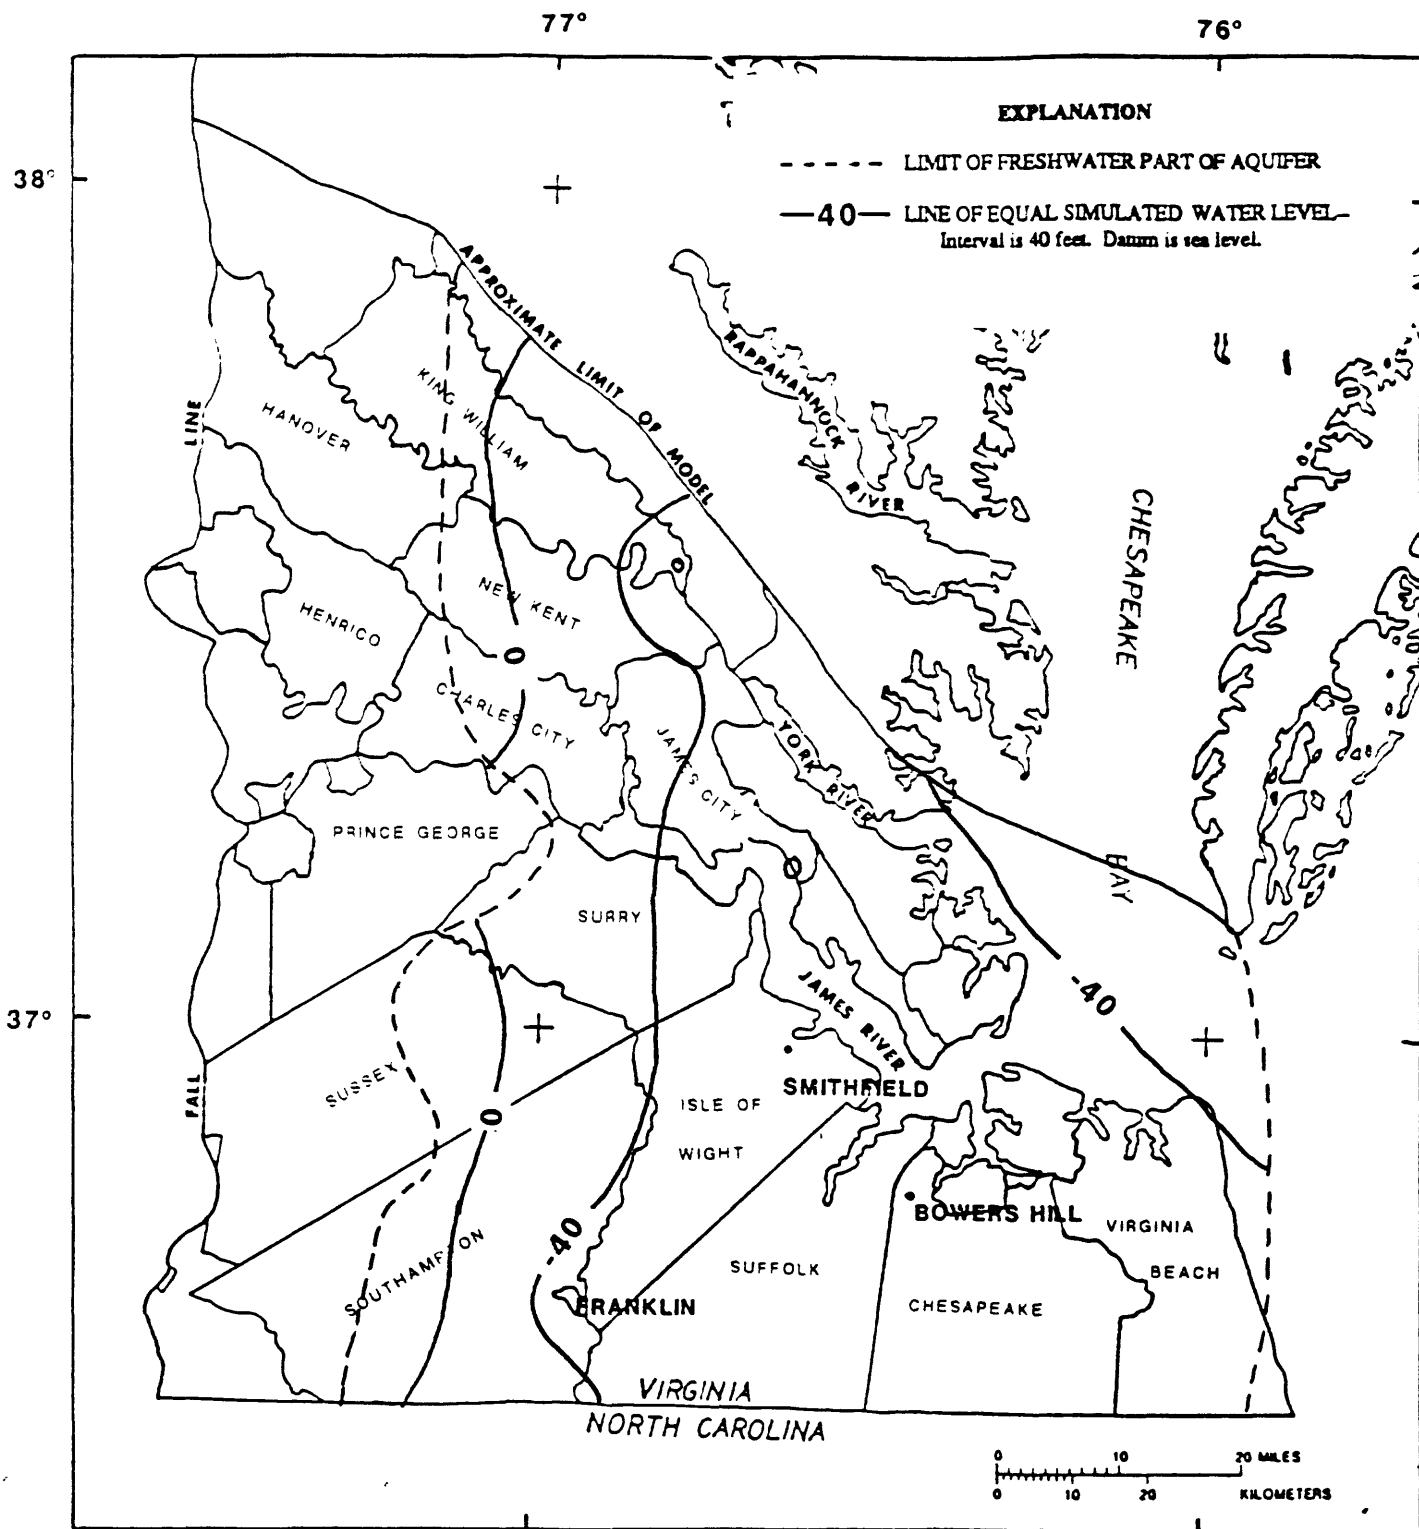 77°
76°
EXPLANATION
LIMIT OF FRESHWATER PART OF AQUIFER
—40— LINE OF EQUAL SIMULATED WATER LEVEL—
Interval is 40 feet. Datum is sea level.
38°
APPROXIMATE LIMIT OF MODEL
RAPPAHANNOCK
RIVER
KING WILLIAM
HANOVER
LINE
CHESAPEAKE
NEW KENT
HENRICO
0
CHARLES CITY
JAMES CITY
YORK RIVER
PRINCE GEORGE
BAY
SURRY
JAMES RIVER
-40
37°
SUSSEX
FALL
SMITHFIELD
0
ISLE OF
WIGHT
BOWERS HILL
VIRGINIA
BEACH
-40
SOUTHAMPTON
SUFFOLK
FRANKLIN
CHESAPEAKE
VIRGINIA
NORTH CAROLINA
0 10 20 MILES
0 10 20 KILOMETERS